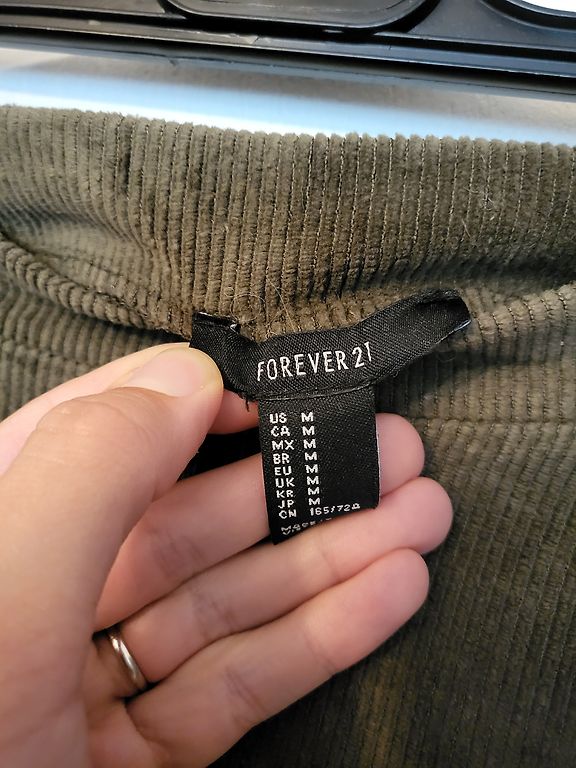 FOREVER 21
US M
CA M
MX M
BR M
EU M
UK M
KR M
JP M
CN 165/72A